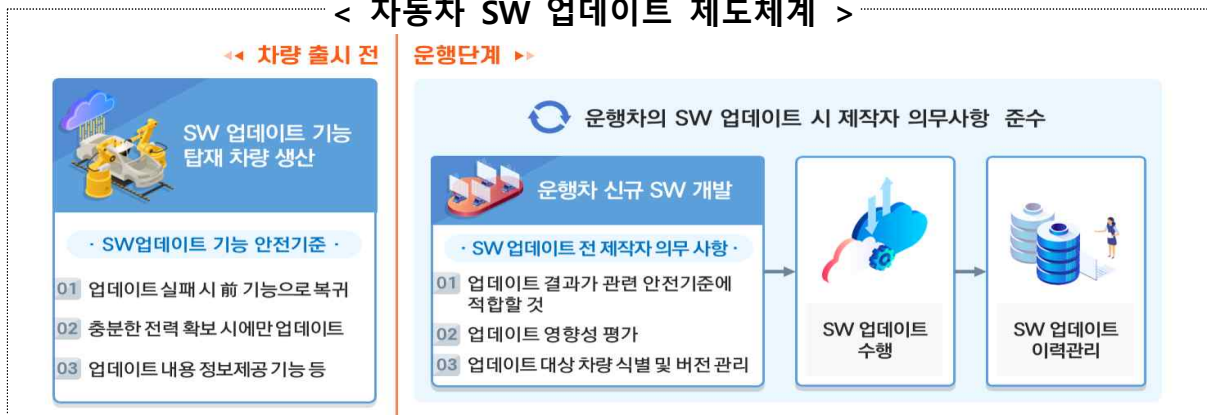 < 자동차 SW 업데이트 제도체계 >
◂◂ 차량 출시 전
운행단계 ▸▸
SW 업데이트 기능
탑재 차량 생산
· SW업데이트 기능 안전기준 ·
01 업데이트 실패 시 前 기능으로 복귀
02 충분한 전력 확보 시에만 업데이트
03 업데이트 내용 정보제공 기능 등
운행차의 SW 업데이트 시 제작자 의무사항 준수
운행차 신규 SW 개발
· SW 업데이트 전 제작자 의무 사항 ·
01 업데이트 결과가 관련 안전기준에
적합할 것
02 업데이트 영향성 평가
03 업데이트 대상 차량 식별 및 버전 관리
SW 업데이트
수행
SW 업데이트
이력관리